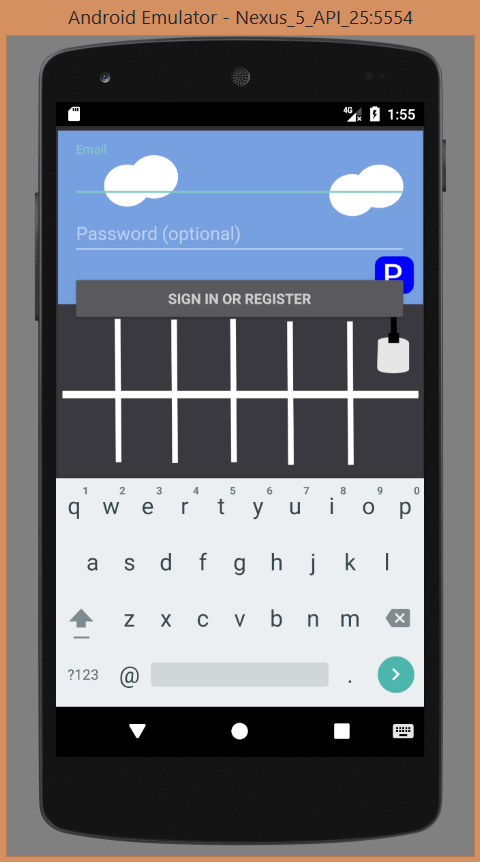 Android Emulator - Nexus_5_API_25:5554
4G 1:55
Email
Password (optional)
P
SIGN IN OR REGISTER
1 2 3 4 5 6 7 8 9 0
q w e r t y u i o p
a s d f g h j k l
z x c v b n m
?123 @ .